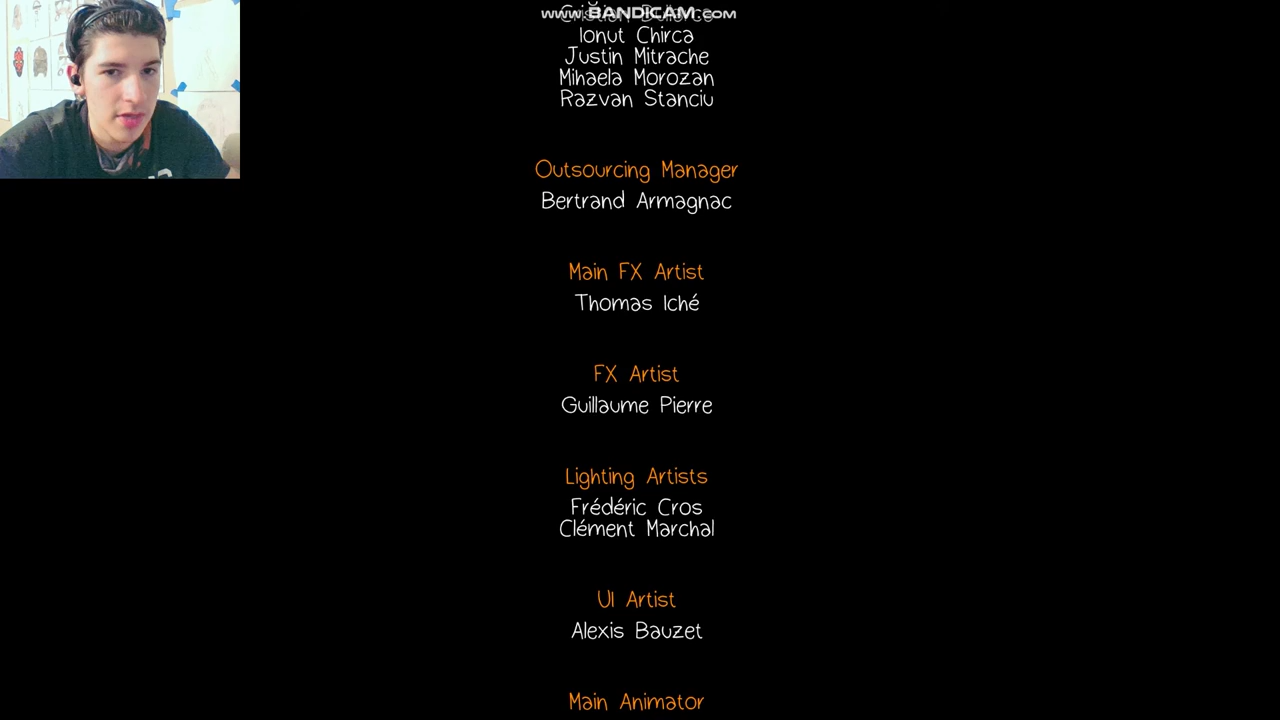 www.BANDICAM.com
Ionut Chirca
Justin Mitrache
Mihaela Morozan
Razvan Stanciu
Outsourcing Manager
Bertrand Armagnac
Main FX Artist
Thomas Iché
FX Artist
Guillaume Pierre
Lighting Artists
Frédéric Cros
Clément Marchal
UI Artist
Alexis Bauzet
Main Animator